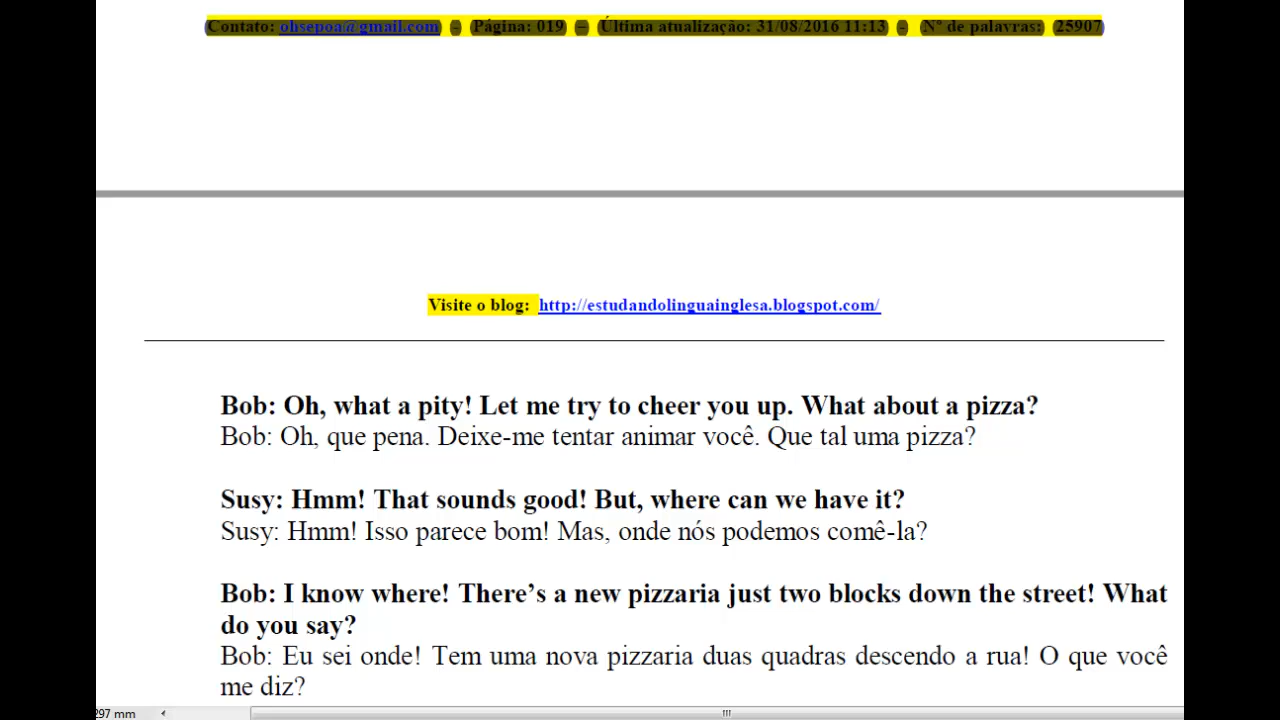 Contato: ohsepoa@gmail.com - Página: 019 – Última atualização: 31/08/2016 11:13 - Nº de palavras: 25907
Visite o blog: http://estudandolinguainglesa.blogspot.com/
Bob: Oh, what a pity! Let me try to cheer you up. What about a pizza?
Bob: Oh, que pena. Deixe-me tentar animar você. Que tal uma pizza?
Susy: Hmm! That sounds good! But, where can we have it?
Susy: Hmm! Isso parece bom! Mas, onde nós podemos comê-la?
Bob: I know where! There’s a new pizzaria just two blocks down the street! What
do you say?
Bob: Eu sei onde! Tem uma nova pizzaria duas quadras descendo a rua! O que você
me diz?
297 mm